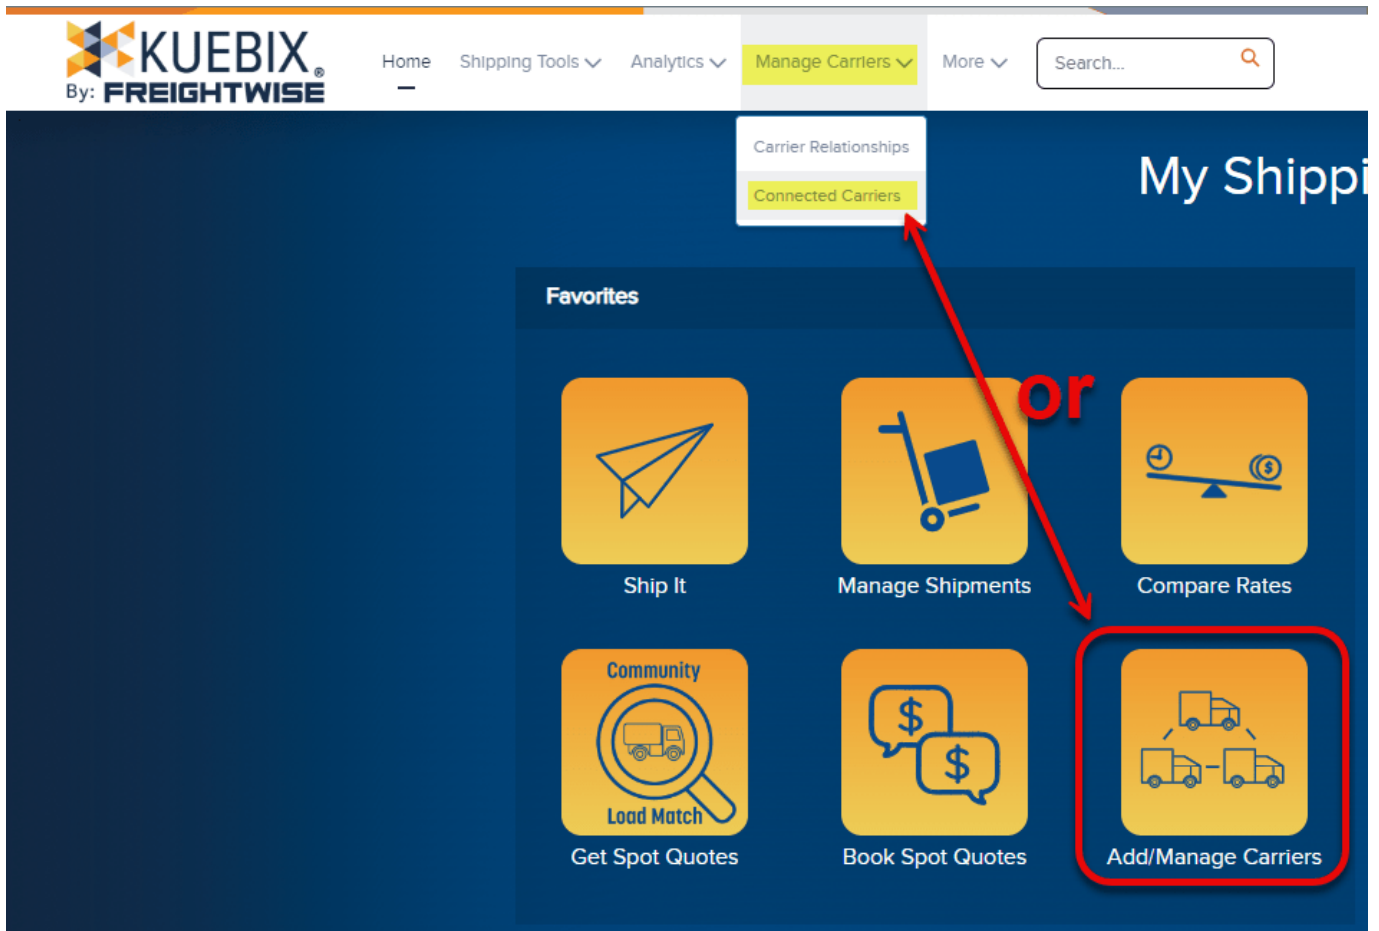 KUEBIX®
By: FREIGHTWISE
Home Shipping Tools Analytics Manage Carriers More Search...
Carrier Relationships
Connected Carriers
My Shippi
Favorites
or
Ship It Manage Shipments Compare Rates
Community
Load Match
$
$
$
Get Spot Quotes Book Spot Quotes Add/Manage Carriers